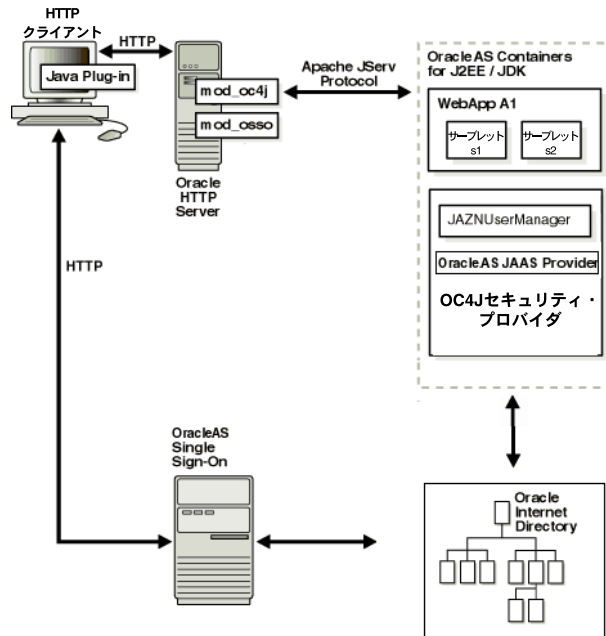 HTTP
クライアント
HTTP
Java Plug-in
mod_oc4j
mod_osso
Oracle
HTTP
Server
Apache JServ
Protocol
OracleAS Containers
for J2EE / JDK
WebApp A1
サーブレット
s1
サーブレット
s2
JAZNUserManager
OracleAS JAAS Provider
OC4Jセキュリティ・
プロバイダ
HTTP
OracleAS
Single
Sign-On
Oracle
Internet
Directory